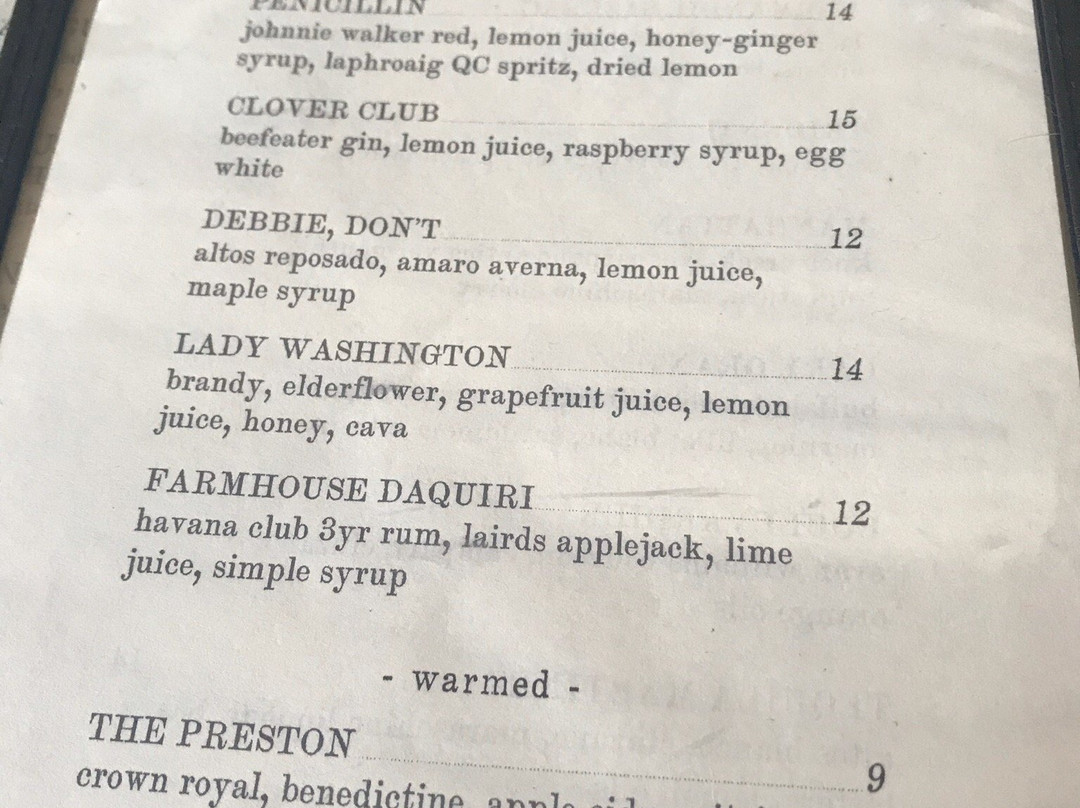 PENICILLIN 14
johnnie walker red, lemon juice, honey-ginger
syrup, laphroaig QC spritz, dried lemon
CLOVER CLUB 15
beefeater gin, lemon juice, raspberry syrup, egg
white
DEBBIE, DON'T 12
altos reposado, amaro averna, lemon juice,
maple syrup
LADY WASHINGTON 14
brandy, elderflower, grapefruit juice, lemon
juice, honey, cava
FARMHOUSE DAQUIRI 12
havana club 3yr rum, lairds applejack, lime
juice, simple syrup
- warmed -
THE PRESTON 9
crown royal, benedictine, apple